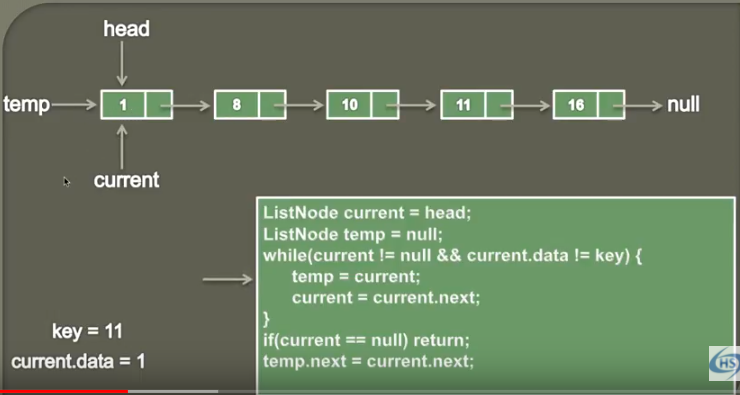 head
temp
1
8
10
11
16
null
current
ListNode current = head;
ListNode temp = null;
while(current != null && current.data != key) {
temp = current;
current = current.next;
}
if(current == null) return;
temp.next = current.next;
key = 11
current.data = 1
HS